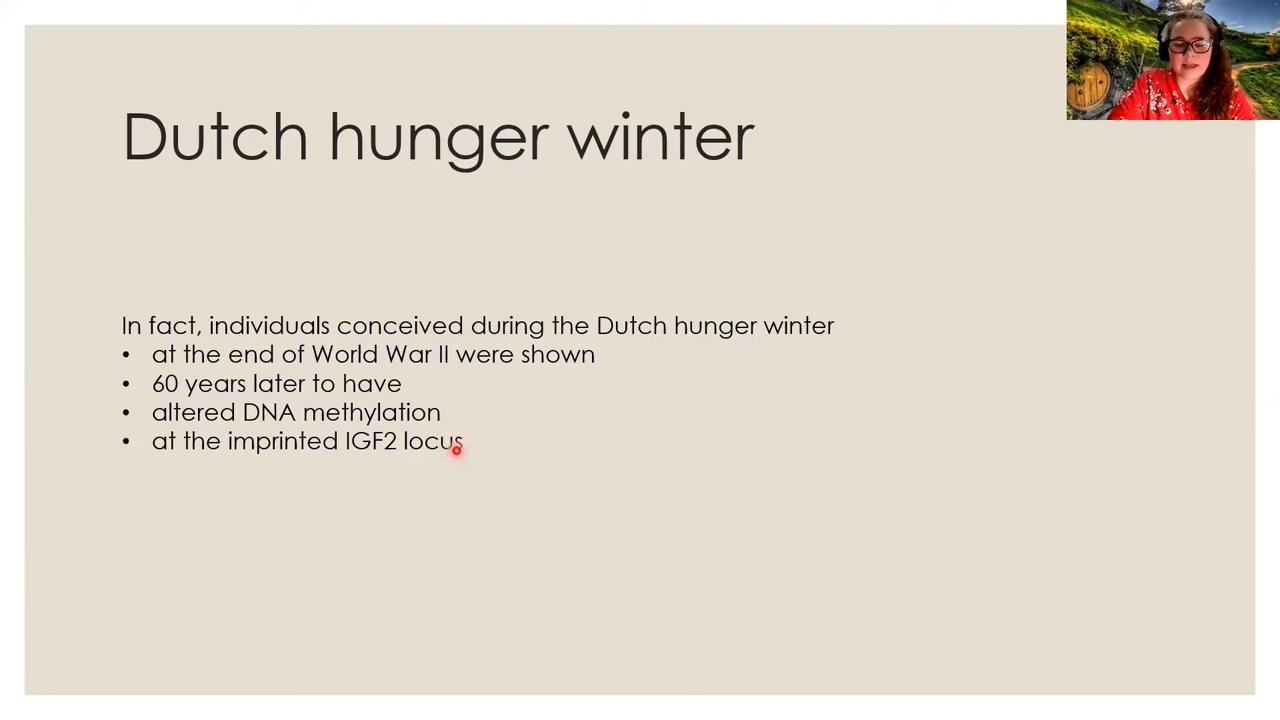 Dutch hunger winter
In fact, individuals conceived during the Dutch hunger winter
• at the end of World War II were shown
• 60 years later to have
• altered DNA methylation
• at the imprinted IGF2 locus